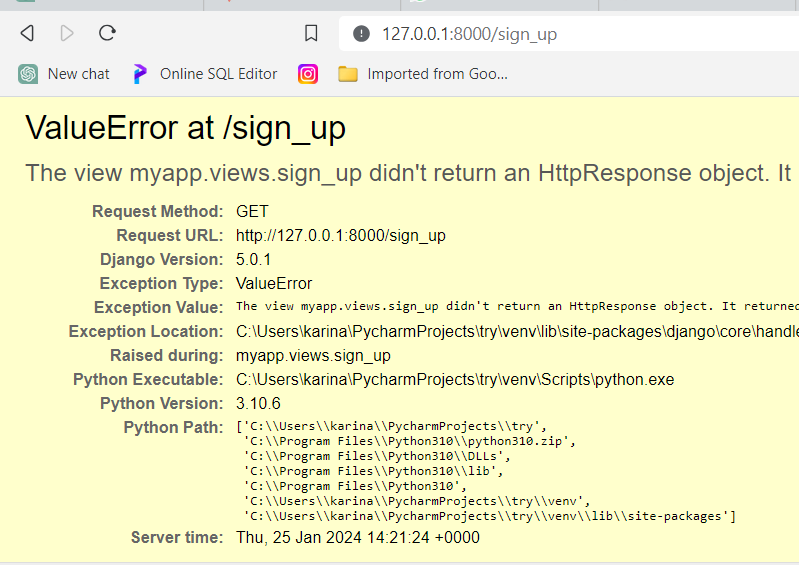 127.0.0.1:8000/sign_up
New chat
Online SQL Editor
Imported from Goo...
ValueError at /sign_up
The view myapp.views.sign_up didn't return an HttpResponse object. It
Request Method: GET
Request URL: http://127.0.0.1:8000/sign_up
Django Version: 5.0.1
Exception Type: ValueError
Exception Value: The view myapp.views.sign_up didn't return an HttpResponse object. It returned
Exception Location: C:\Users\karina\PycharmProjects\try\venv\lib\site-packages\django\core\handle
Raised during: myapp.views.sign_up
Python Executable: C:\Users\karina\PycharmProjects\try\venv\Scripts\python.exe
Python Version: 3.10.6
Python Path: ['C:\\Users\\karina\\PycharmProjects\\try',
'C:\\Program Files\\Python310\\python310.zip',
'C:\\Program Files\\Python310\\DLLs',
'C:\\Program Files\\Python310\\lib',
'C:\\Program Files\\Python310',
'C:\\Users\\karina\\PycharmProjects\\try\\venv',
'C:\\Users\\karina\\PycharmProjects\\try\\venv\\lib\\site-packages']
Server time: Thu, 25 Jan 2024 14:21:24 +0000